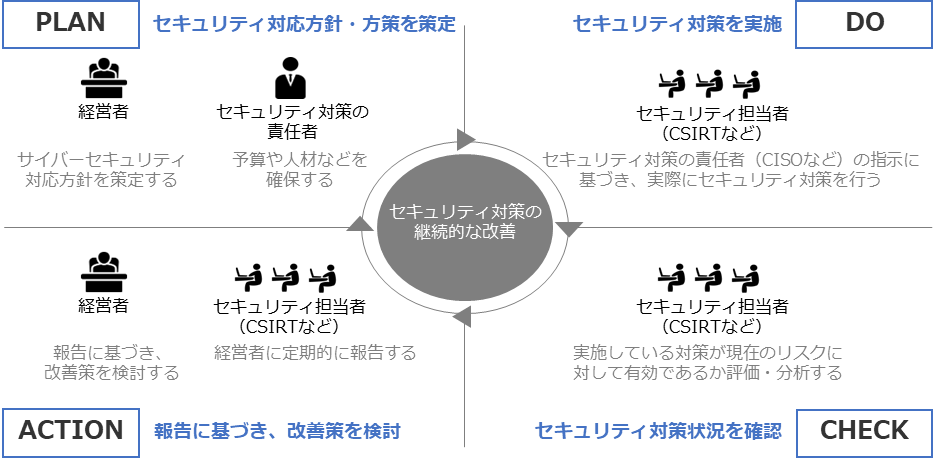 PLAN
セキュリティ対応方針・方策を策定
経営者
サイバーセキュリティ
対応方針を策定する
セキュリティ対策の
責任者
予算や人材などを
確保する
セキュリティ対策を実施
DO
セキュリティ担当者
（CSIRTなど）
セキュリティ対策の責任者（CISOなど）の指示に
基づき、実際にセキュリティ対策を行う
セキュリティ対策の
継続的な改善
経営者
報告に基づき、
改善策を検討する
セキュリティ担当者
（CSIRTなど）
経営者に定期的に報告する
ACTION
報告に基づき、改善策を検討
セキュリティ担当者
（CSIRTなど）
実施している対策が現在のリスクに
対して有効であるか評価・分析する
セキュリティ対策状況を確認
CHECK